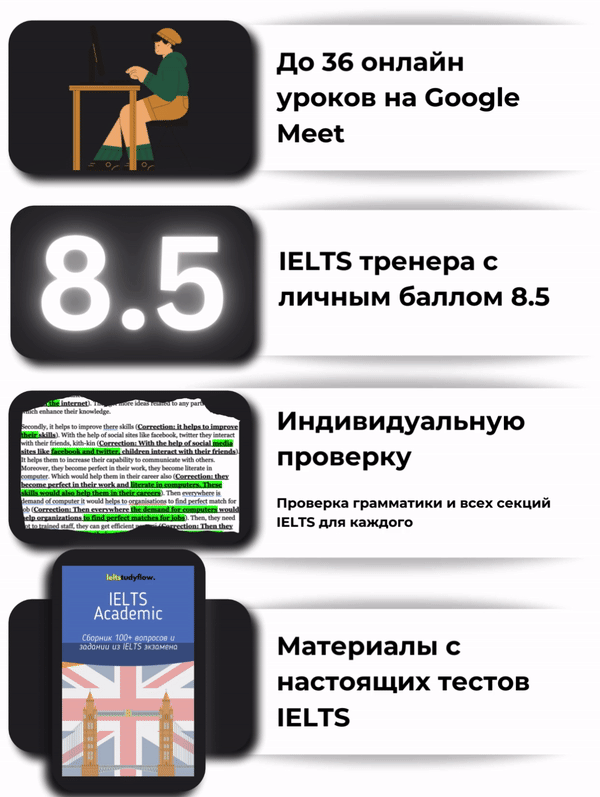 До 36 онлайн
уроков на Google
Meet
8.5
IELTS тренера с
личным баллом 8.5
the internet).
more ideas related to any
which enhance their knowledge.
Secondly, it helps to improve their skills (Correction: it helps to improve
their skills). With the help of social sites like facebook, twitter they interact
with their friends, kith-kin (Correction: With the help of social media
sites like facebook and twitter, children interact with their friends).
It helps them to increase their capability to communicate with others.
Moreover, they become perfect in their work, they become literate in
computer. Which would help them in their career also (Correction: they
become perfect in their work and literate in computers. These
skills would also help them in their careers). Then everywhere is
demand of computer it would helps to organisations to find perfect match for
job (Correction: Then everywhere the demand for computers would
help organizations to find perfect matches for jobs). Then, they need
not to trained staff, they can get efficient (Correction: Then they
Индивидуальную
проверку
Проверка грамматики и всех секций
IELTS для каждого
ieltstudyflow.
IELTS
Academic
Сборник 100+ вопросов и
задании из IELTS экзамена
Материалы с
настоящих тестов
IELTS